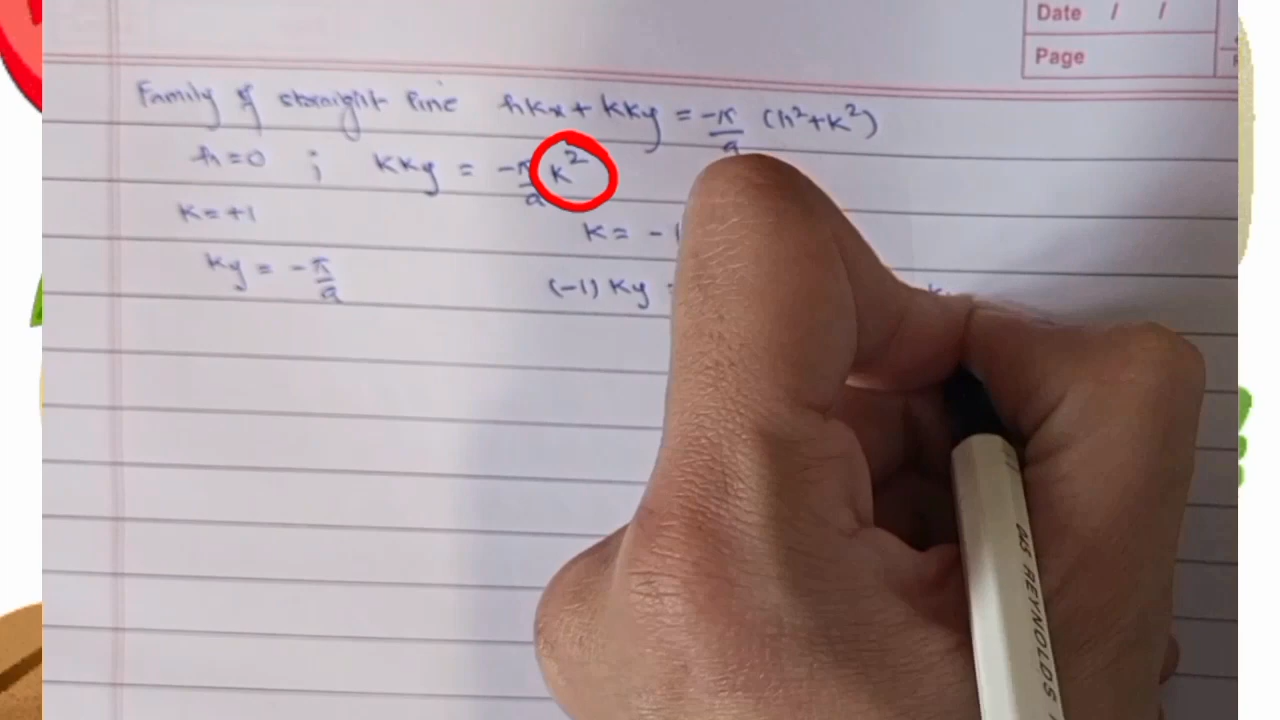 Date / /
Page
Family of straight line hkx + kky = -π/a (h²+k²)
h=0 ; kky = -π/a k²
k=+1
k= -1
ky = -π/a
(-1) ky =
REYNOLDS